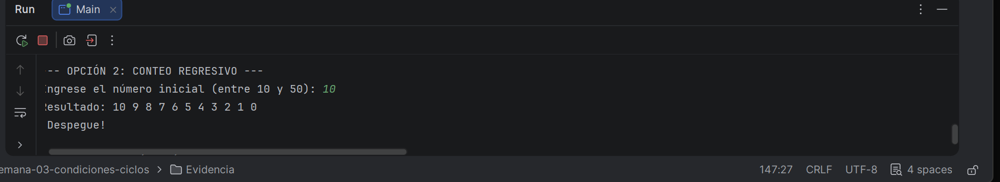 Run Main
-- OPCIÓN 2: CONTEO REGRESIVO ---
ngrese el número inicial (entre 10 y 50): 10
esultado: 10 9 8 7 6 5 4 3 2 1 0
Despegue!
emana-03-condiciones-ciclos > Evidencia 147:27 CRLF UTF-8 4 spaces